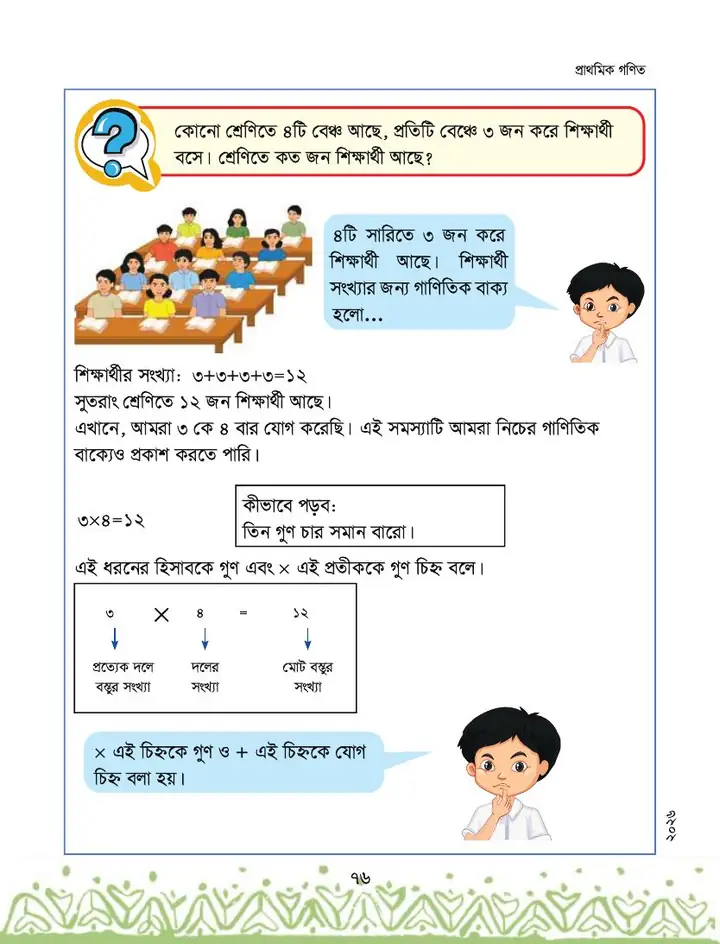 প্রাথমিক গণিত
কোনো শ্রেণিতে ৪টি বেঞ্চ আছে, প্রতিটি বেঞ্চে ৩ জন করে শিক্ষার্থী
বসে। শ্রেণিতে কত জন শিক্ষার্থী আছে?
৪টি সারিতে ৩ জন করে
শিক্ষার্থী আছে। শিক্ষার্থী
সংখ্যার জন্য গাণিতিক বাক্য
হলো...
শিক্ষার্থীর সংখ্যা: ৩+৩+৩+৩=১২
সুতরাং শ্রেণিতে ১২ জন শিক্ষার্থী আছে।
এখানে, আমরা ৩ কে ৪ বার যোগ করেছি। এই সমস্যাটি আমরা নিচের গাণিতিক
বাক্যেও প্রকাশ করতে পারি।
৩×৪=১২
কীভাবে পড়ব:
তিন গুণ চার সমান বারো।
এই ধরনের হিসাবকে গুণ এবং × এই প্রতীককে গুণ চিহ্ন বলে।
৩ × ৪ = ১২
প্রত্যেক দলে দলের মোট বস্তুর
বস্তুর সংখ্যা সংখ্যা সংখ্যা
× এই চিহ্নকে গুণ ও + এই চিহ্নকে যোগ
চিহ্ন বলা হয়।
২০২৬
৭৬